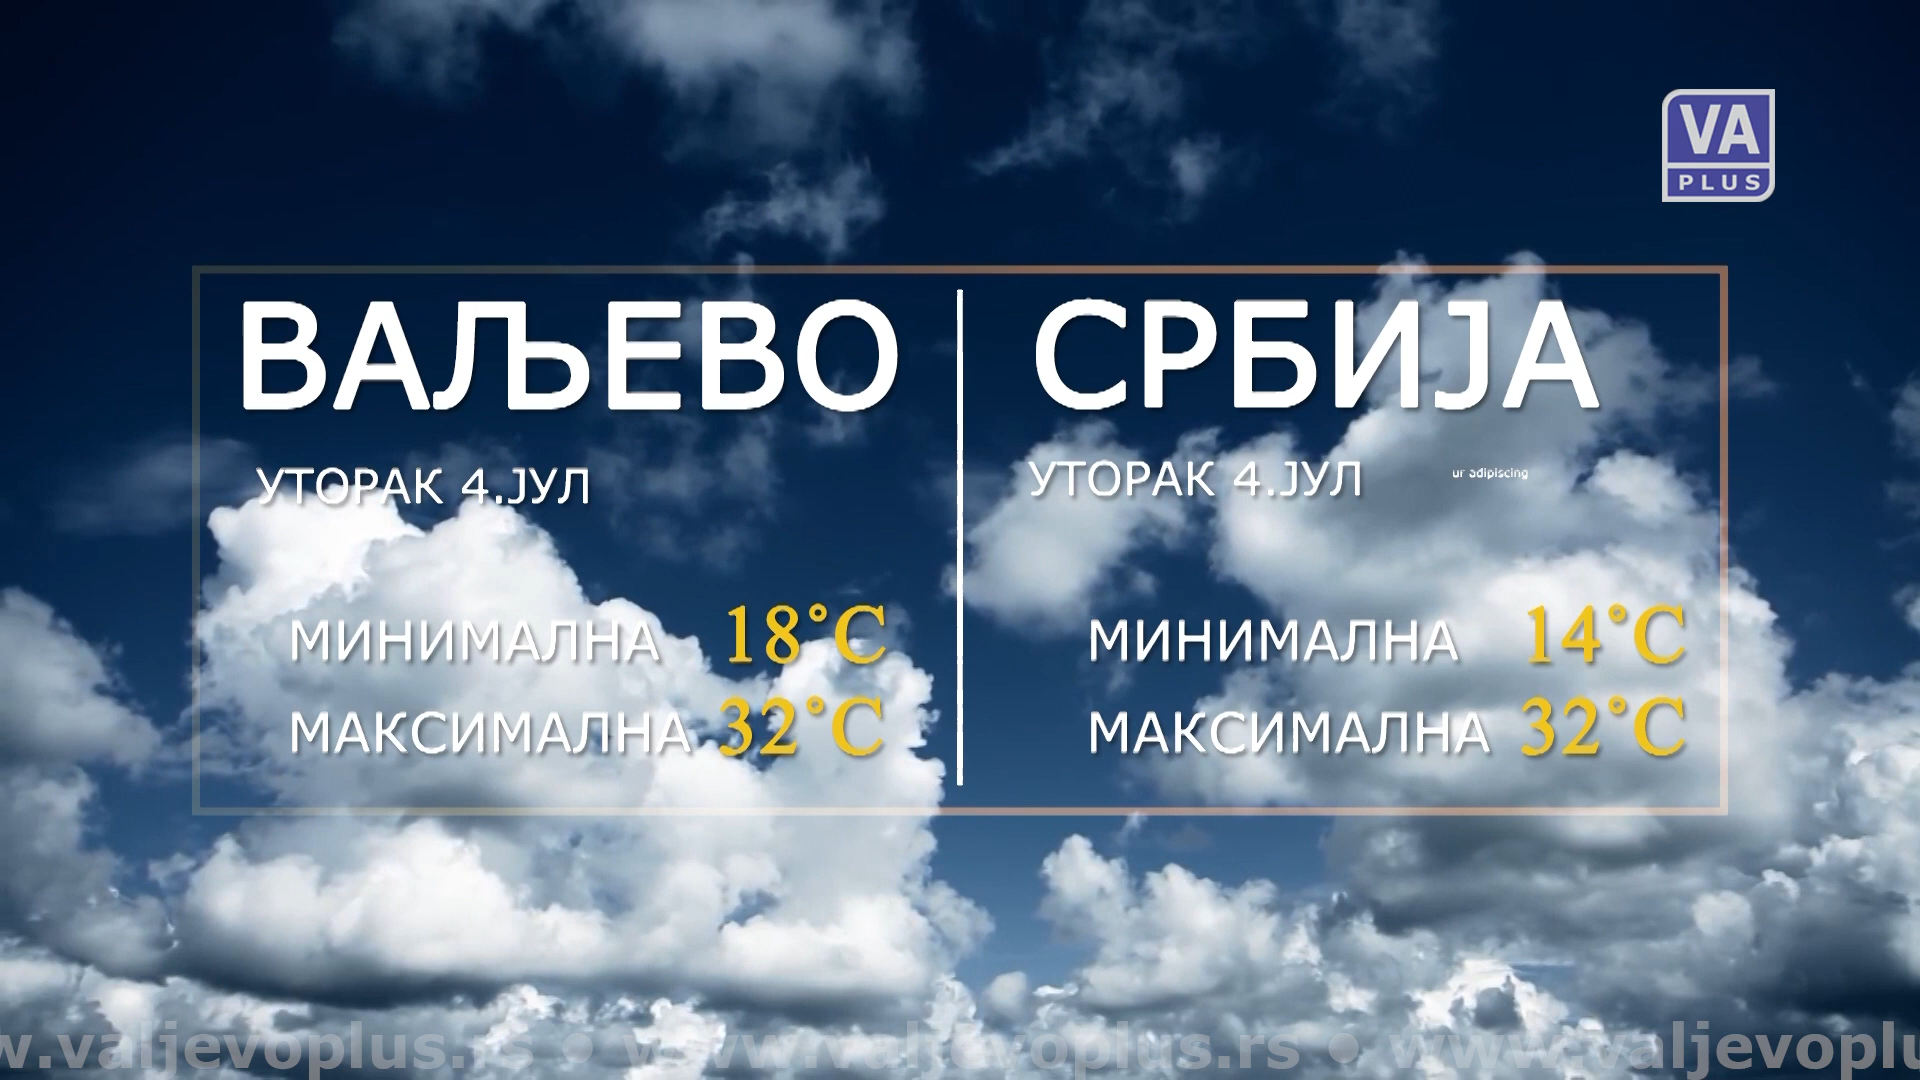 VA
PLUS
ВАЉЕВО
УТОРАК 4.ЈУЛ
МИНИМАЛНА 18°C
МАКСИМАЛНА 32°C
СРБИЈА
УТОРАК 4.ЈУЛ
ur adipiscing
МИНИМАЛНА 14°C
МАКСИМАЛНА 32°C
w.valjevoplus.rs • www.valjevoplus.rs • www.valjevoplu